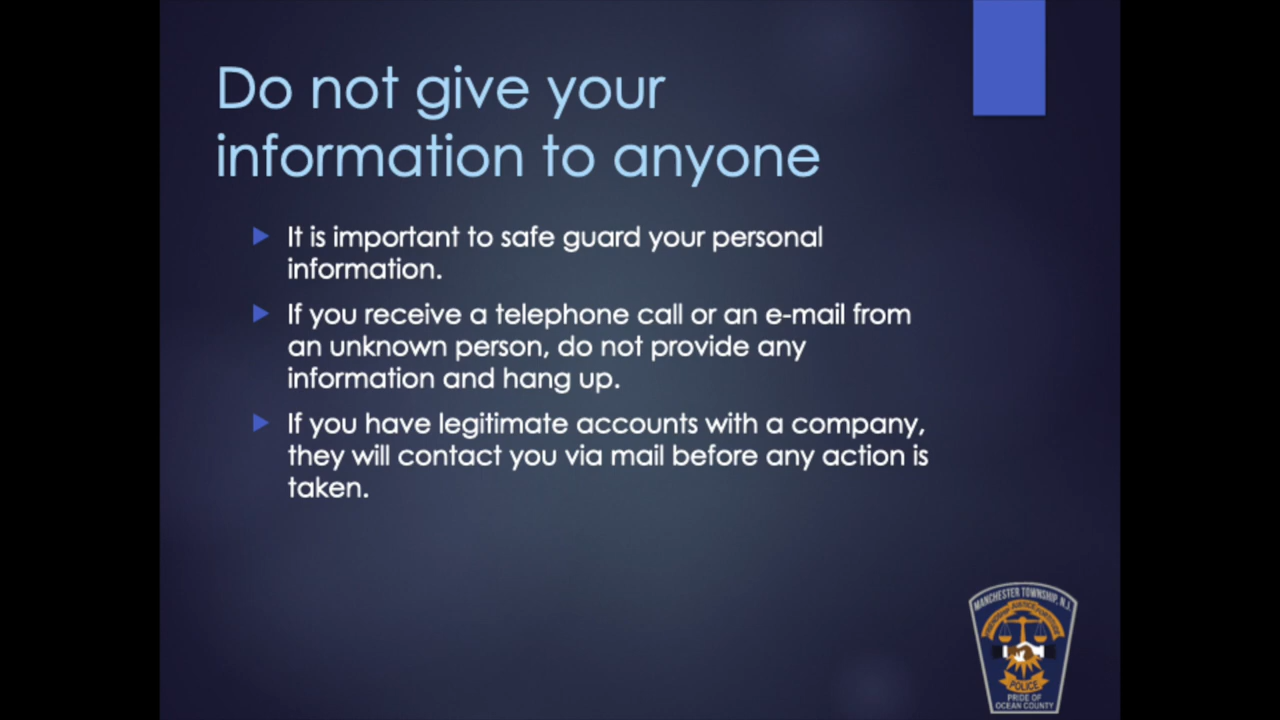 Do not give your
information to anyone
It is important to safe guard your personal
information.
If you receive a telephone call or an e-mail from
an unknown person, do not provide any
information and hang up.
If you have legitimate accounts with a company,
they will contact you via mail before any action is
taken.
MANCHESTER TOWNSHIP, N.J.
JUSTICE
POLICE
PRIDE OF
OCEAN COUNTY